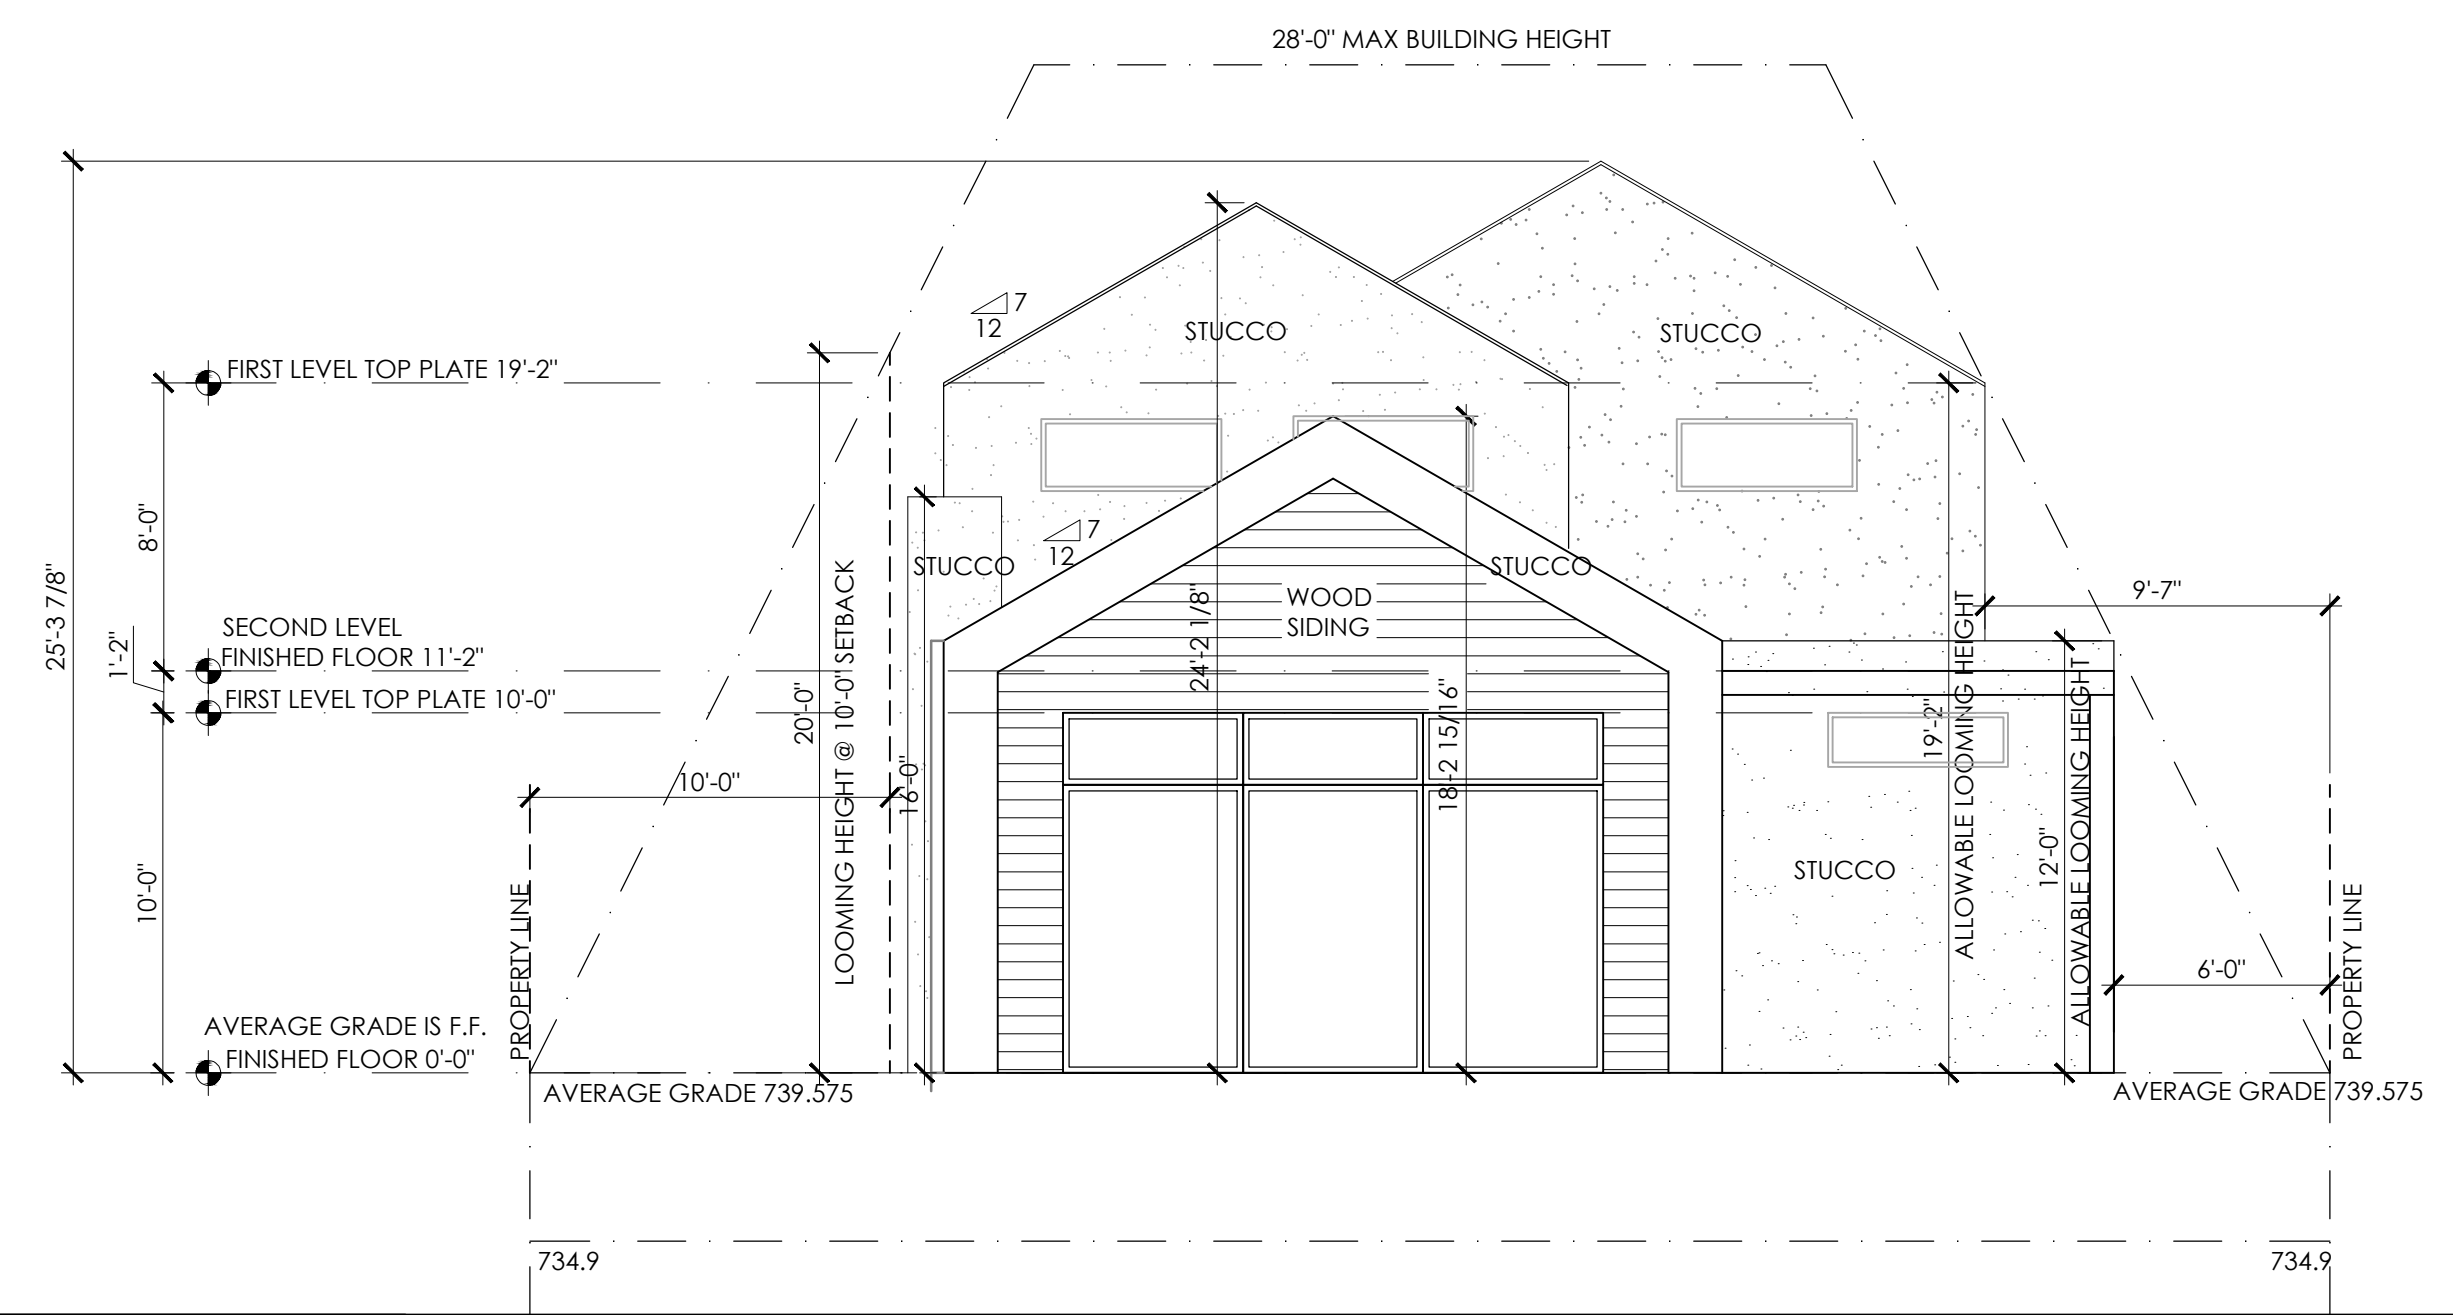 28'-0" MAX BUILDING HEIGHT
7
12
STUCCO
STUCCO
FIRST LEVEL TOP PLATE 19'-2"
8'-0"
25'-3 7/8"
1'-2"
SECOND LEVEL
FINISHED FLOOR 11'-2"
FIRST LEVEL TOP PLATE 10'-0"
10'-0"
AVERAGE GRADE IS F.F.
FINISHED FLOOR 0'-0"
PROPERTY LINE
10'-0"
20'-0"
LOOMING HEIGHT @ 10'-0" SETBACK
16'-0"
STUCCO
7
12
STUCCO
WOOD
SIDING
24'-2 1/8"
18'-2 15/16"
19'-2"
ALLOWABLE LOOMING HEIGHT
12'-0"
ALLOWABLE LOOMING HEIGHT
STUCCO
9'-7"
6'-0"
PROPERTY LINE
AVERAGE GRADE 739.575
AVERAGE GRADE 739.575
734.9
734.9